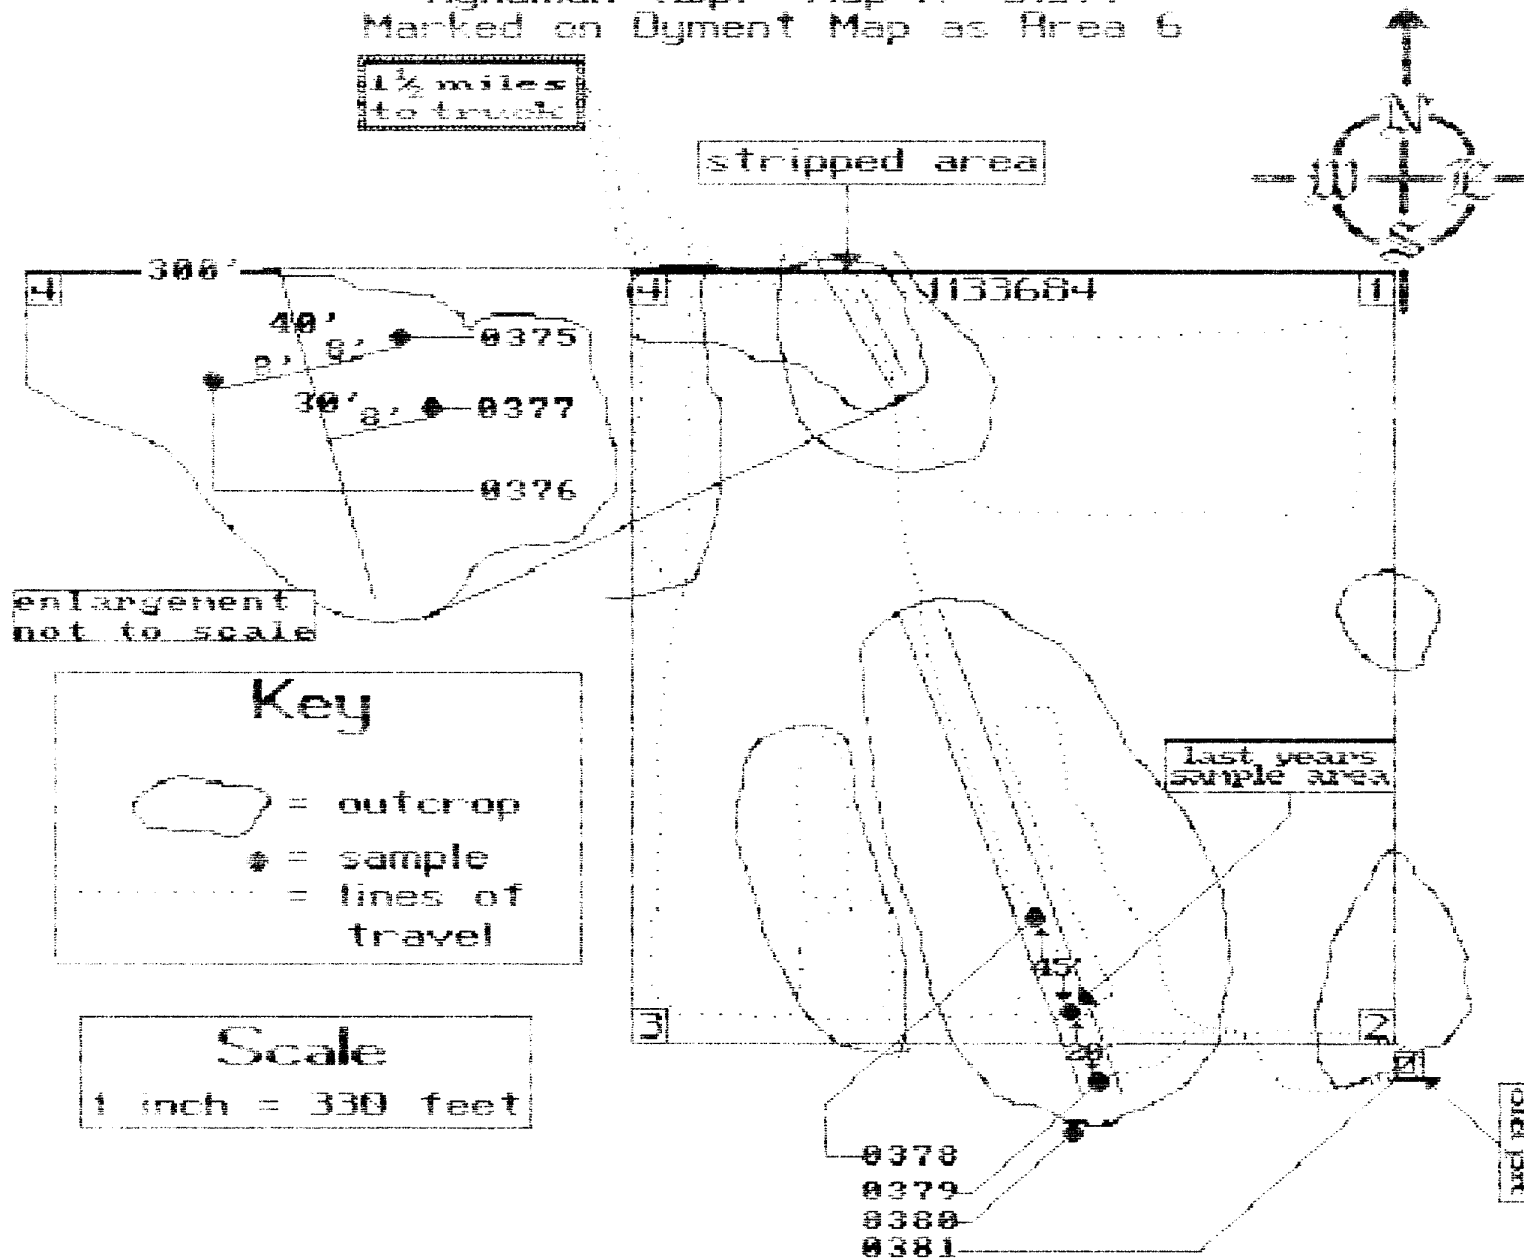 Marked on Dyment Map as Area 6
1½ miles
to truck
stripped area
N
4
300'
4
1133684
1
40'
8'
8'
0375
30'
8'
0377
0376
enlargement
not to scale
Key
= outcrop
= sample
= lines of
travel
last years
sample area
45'
3
2
20'
Scale
1 inch = 330 feet
0378
0379
0380
0381